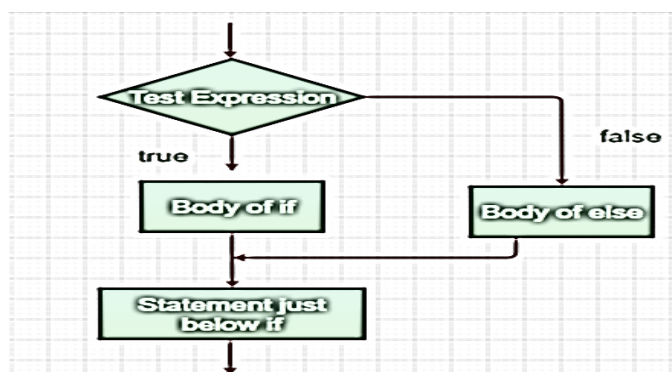 Test Expression
true
false
Body of if
Body of else
Statement just
below if